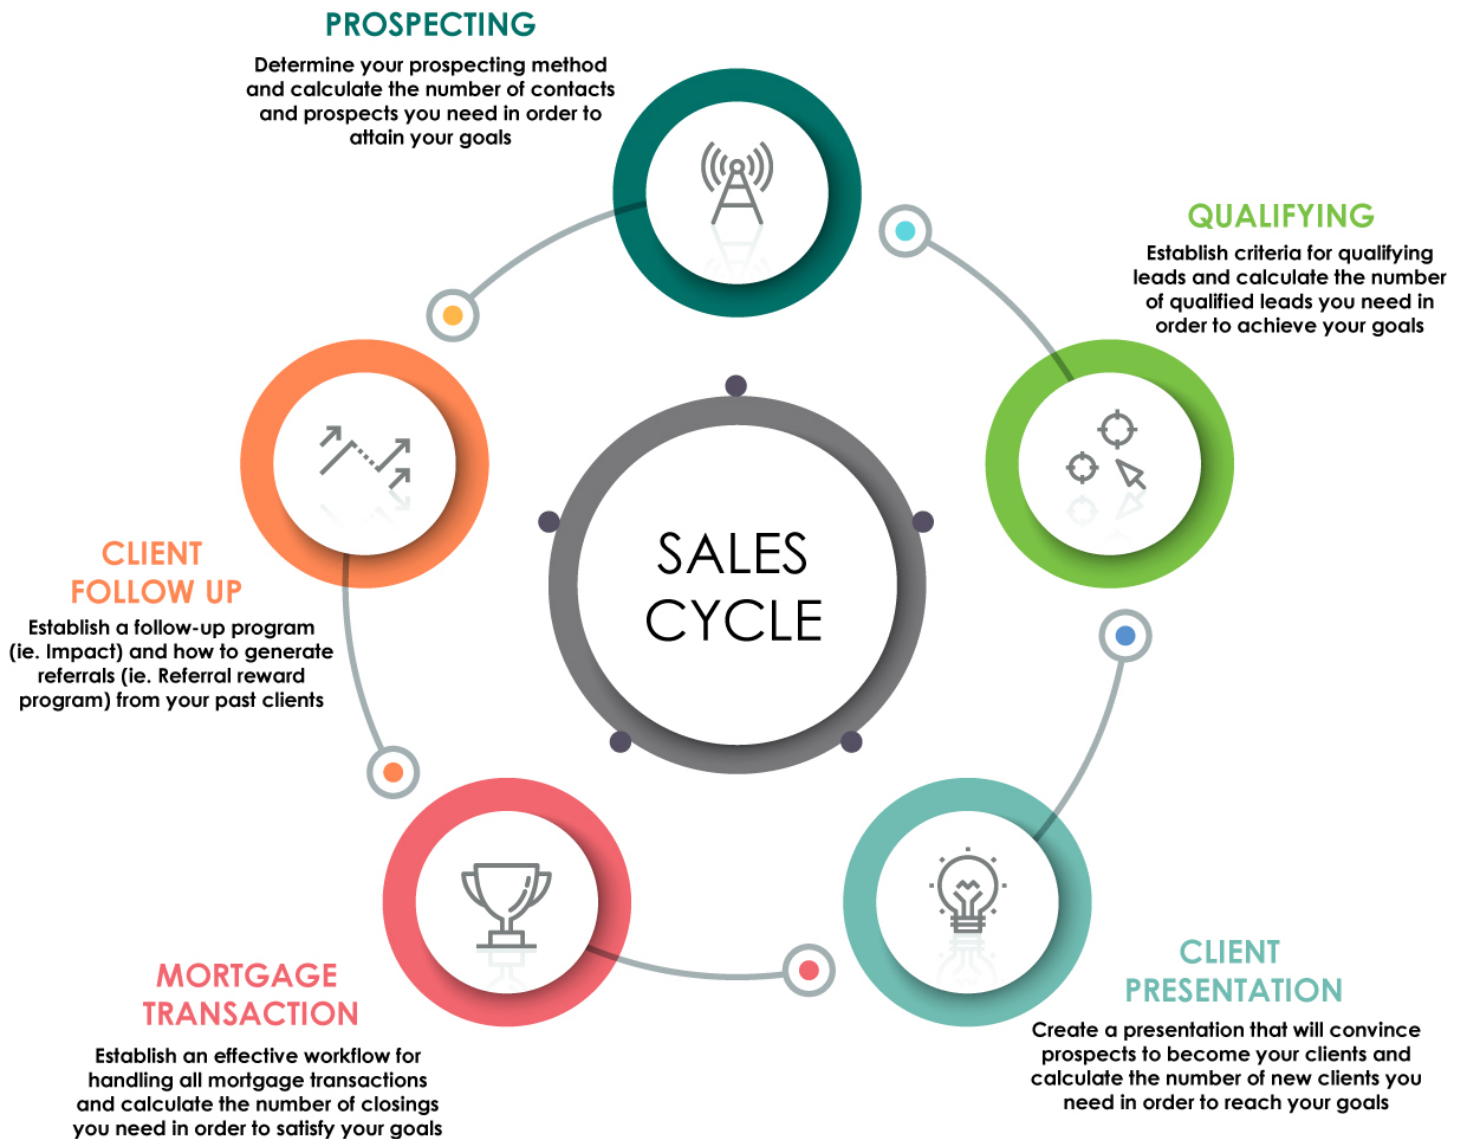 PROSPECTING
Determine your prospecting method
and calculate the number of contacts
and prospects you need in order to
attain your goals
QUALIFYING
Establish criteria for qualifying
leads and calculate the number
of qualified leads you need in
order to achieve your goals
SALES
CYCLE
CLIENT
FOLLOW UP
Establish a follow-up program
(ie. Impact) and how to generate
referrals (ie. Referral reward
program) from your past clients
CLIENT
PRESENTATION
Create a presentation that will convince
prospects to become your clients and
calculate the number of new clients you
need in order to reach your goals
MORTGAGE
TRANSACTION
Establish an effective workflow for
handling all mortgage transactions
and calculate the number of closings
you need in order to satisfy your goals